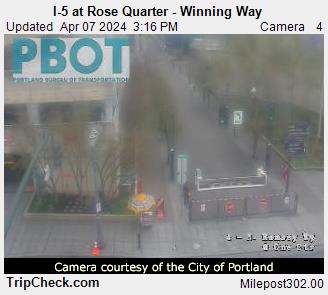 I-5 at Rose Quarter - Winning Way
Updated Apr 07 2024 3:16 PM Camera 4
PBOT
PORTLAND BUREAU OF TRANSPORTATION
Camera courtesy of the City of Portland
TripCheck.com Milepost302.00